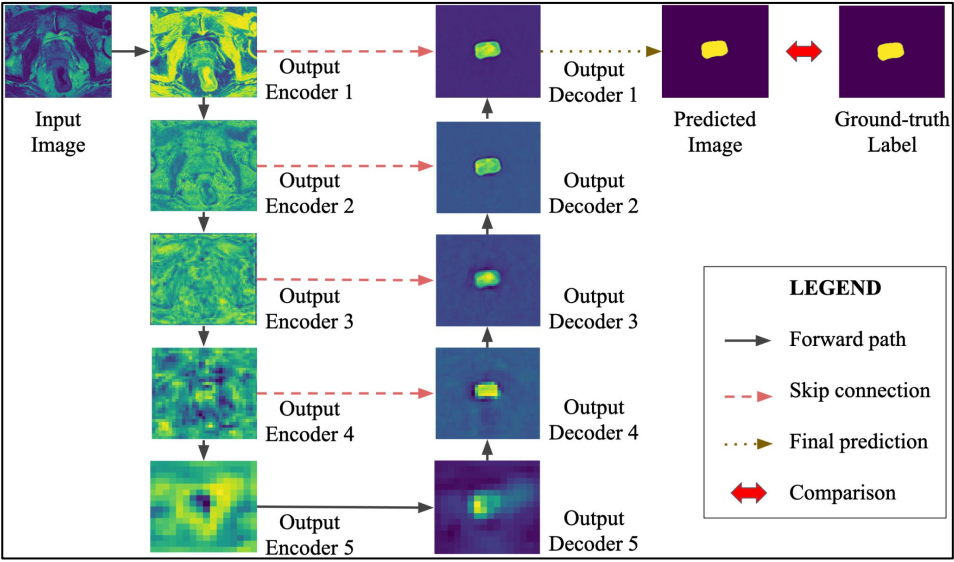 Input
Image
Output
Encoder 1
Output
Decoder 1
Predicted
Image
Ground-truth
Label
Output
Encoder 2
Output
Decoder 2
Output
Encoder 3
Output
Decoder 3
Output
Encoder 4
Output
Decoder 4
Output
Encoder 5
Output
Decoder 5
LEGEND
Forward path
Skip connection
Final prediction
Comparison